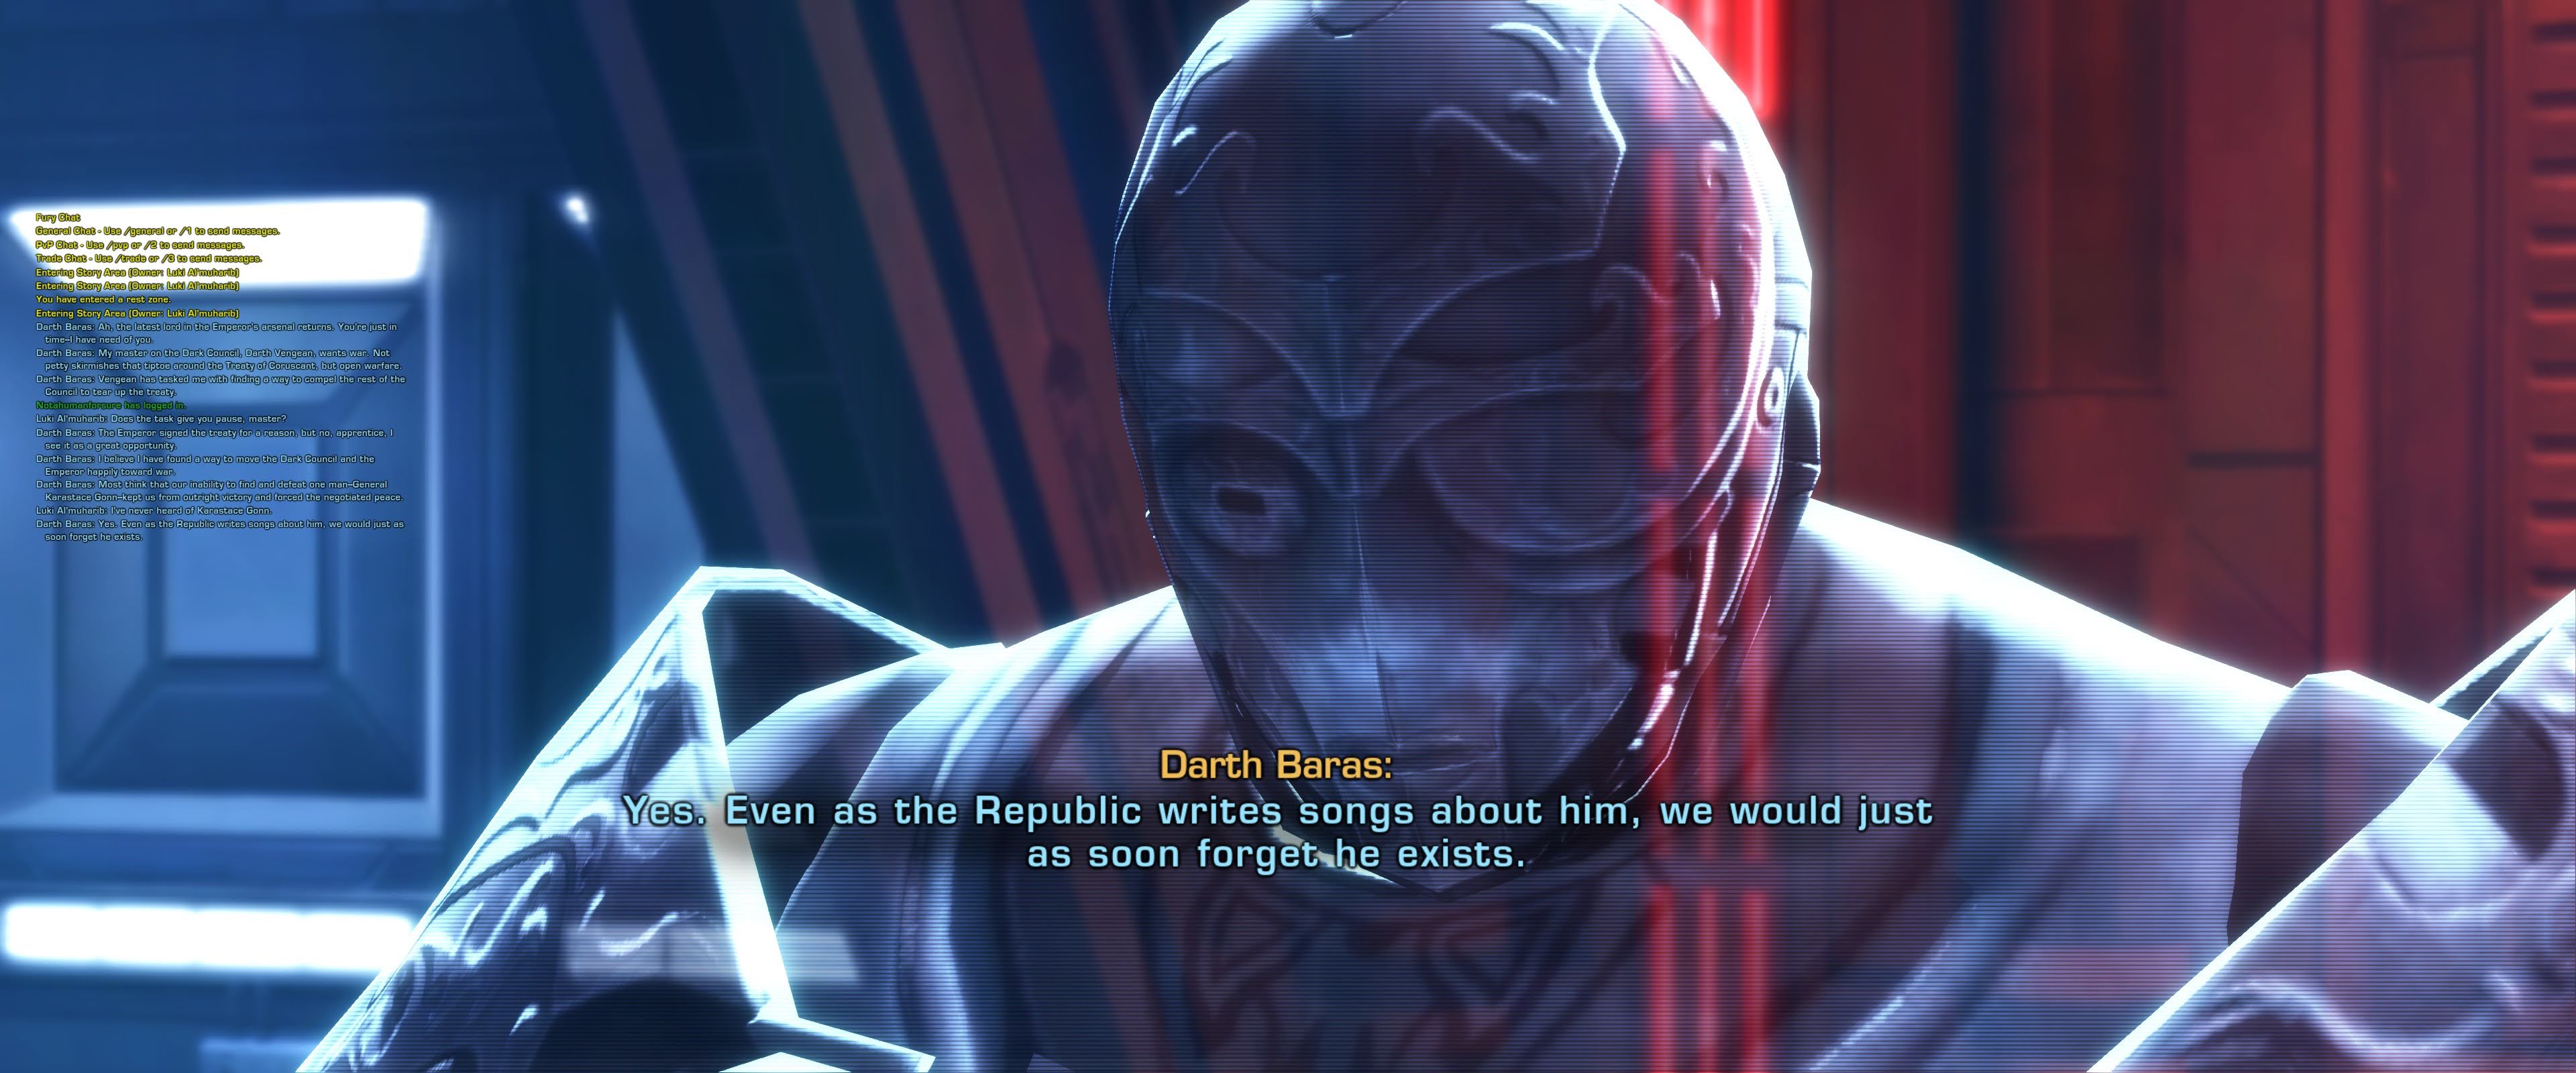 Fury Chat
General Chat - Use /general or /1 to send messages.
PvP Chat - Use /pvp or /2 to send messages.
Trade Chat - Use /trade or /3 to send messages.
Entering Story Area (Owner: Luki Al'muharib)
Entering Story Area (Owner: Luki Al'muharib)
You have entered a rest zone.
Entering Story Area (Owner: Luki Al'muharib)
Darth Baras: Ah, the latest lord in the Emperor's arsenal returns. You're just in
time–I have need of you.
Darth Baras: My master on the Dark Council, Darth Vengean, wants war. Not
petty skirmishes that tiptoe around the Treaty of Coruscant, but open warfare.
Darth Baras: Vengean has tasked me with finding a way to compel the rest of the
Council to tear up the treaty.
Notahumanforsure has logged in.
Luki Al'muharib: Does the task give you pause, master?
Darth Baras: The Emperor signed the treaty for a reason, but no, apprentice, I
see it as a great opportunity.
Darth Baras: I believe I have found a way to move the Dark Council and the
Emperor happily toward war.
Darth Baras: Most think that our inability to find and defeat one man–General
Karastace Gonn–kept us from outright victory and forced the negotiated peace.
Luki Al'muharib: I've never heard of Karastace Gonn.
Darth Baras: Yes. Even as the Republic writes songs about him, we would just as
soon forget he exists.
Darth Baras:
Yes. Even as the Republic writes songs about him, we would just
as soon forget he exists.